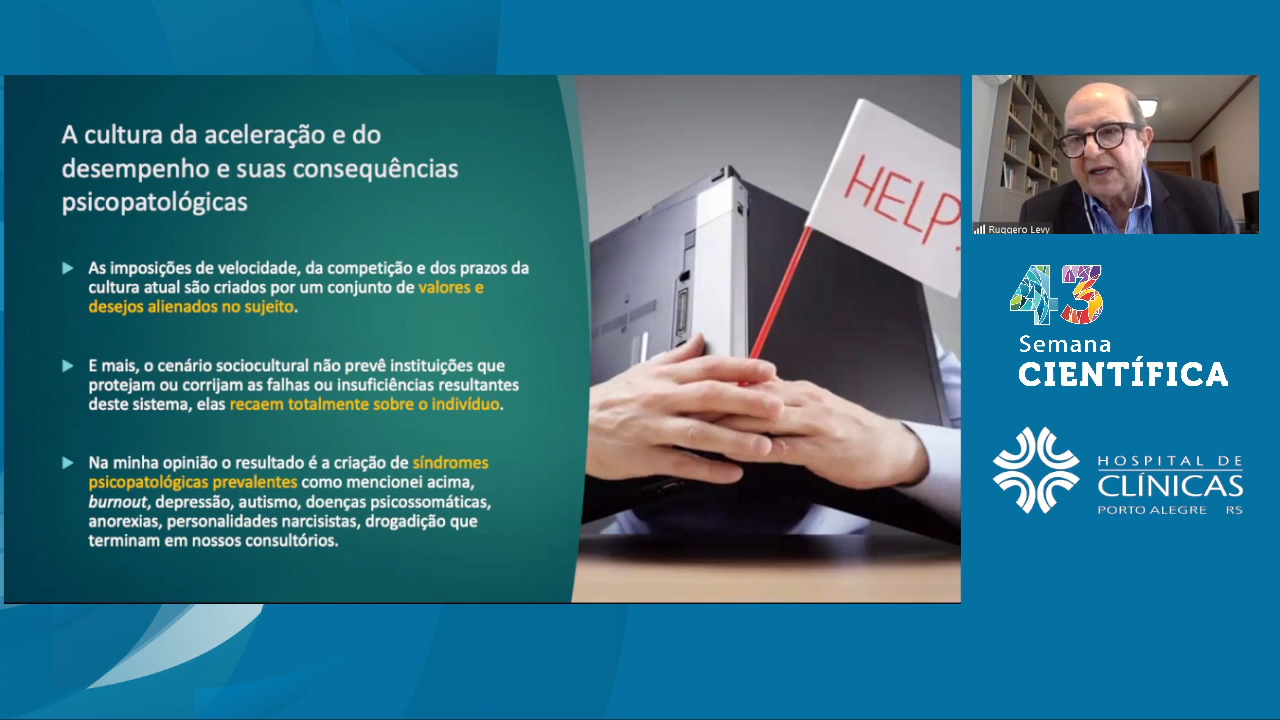 A cultura da aceleração e do
desempenho e suas consequências
psicopatológicas
As imposições de velocidade, da competição e dos prazos da
cultura atual são criados por um conjunto de valores e
desejos alienados no sujeito.
E mais, o cenário sociocultural não prevê instituições que
protejam ou corrijam as falhas ou insuficiências resultantes
deste sistema, elas recaem totalmente sobre o indivíduo.
Na minha opinião o resultado é a criação de síndromes
psicopatológicas prevalentes como mencionei acima,
burnout, depressão, autismo, doenças psicossomáticas,
anorexias, personalidades narcisistas, drogadição que
terminam em nossos consultórios.
HELP
Ruggero Levy
43
Semana
CIENTÍFICA
HOSPITAL DE
CLÍNICAS
PORTO ALEGRE RS